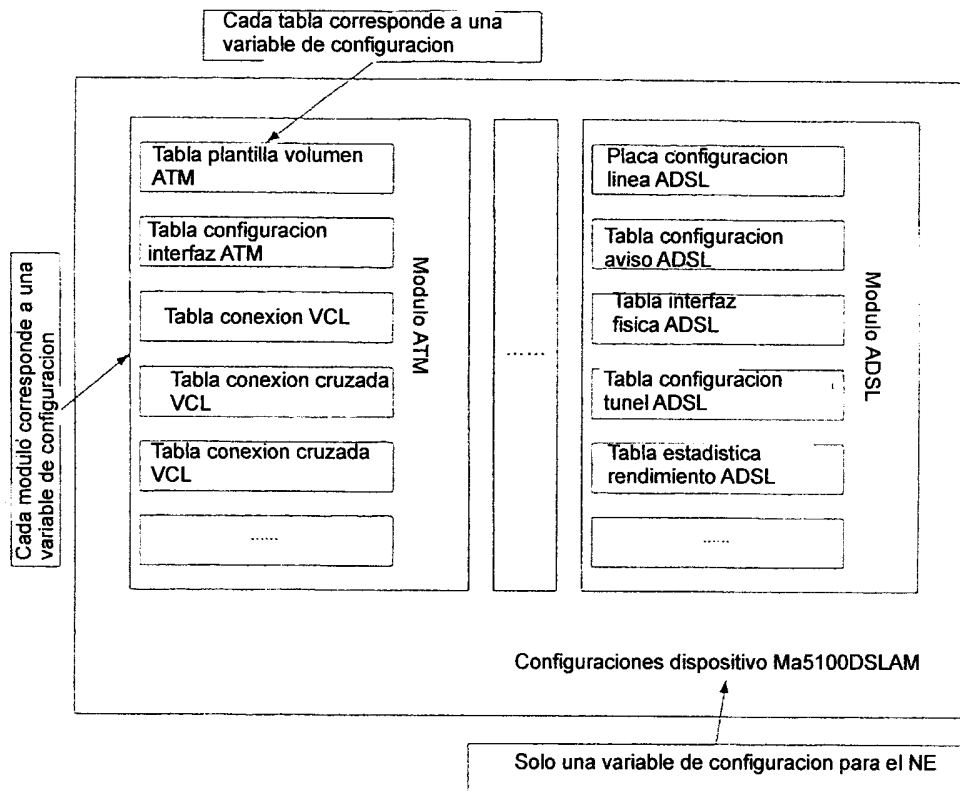 Cada tabla corresponde a una
variable de configuracion
Tabla plantilla volumen
ATM
Tabla configuracion
interfaz ATM
Tabla conexion VCL
Tabla conexion cruzada
VCL
Tabla conexion cruzada
VCL
......
Modulo ATM
......
Placa configuracion
linea ADSL
Tabla configuracion
aviso ADSL
Tabla interfaz
fisica ADSL
Tabla configuracion
tunel ADSL
Tabla estadistica
rendimiento ADSL
......
Modulo ADSL
Cada moduló corresponde a una
variable de configuracion
Configuraciones dispositivo Ma5100DSLAM
Solo una variable de configuracion para el NE